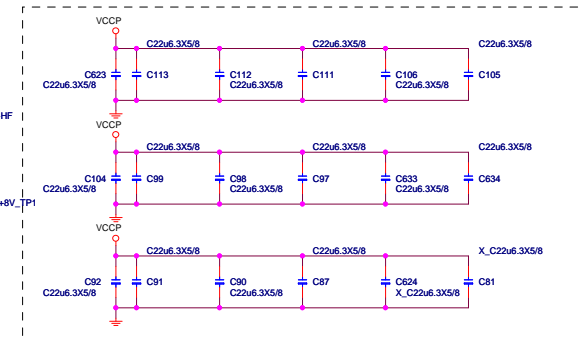 VCCP
C22u6.3X5/8 C22u6.3X5/8 C22u6.3X5/8
C623 C113 C112 C111 C106 C105
C22u6.3X5/8 C22u6.3X5/8 C22u6.3X5/8
HF
VCCP
C22u6.3X5/8 C22u6.3X5/8 C22u6.3X5/8
C104 C99 C98 C97 C633 C634
C22u6.3X5/8 C22u6.3X5/8 C22u6.3X5/8
+8V_TP1
VCCP
C22u6.3X5/8 C22u6.3X5/8 X_C22u6.3X5/8
C92 C91 C90 C87 C624 C81
C22u6.3X5/8 C22u6.3X5/8 X_C22u6.3X5/8